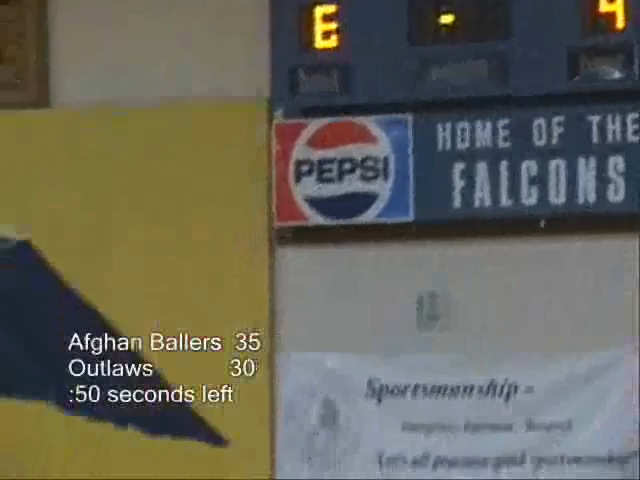 E - 4
PEPSI
HOME OF THE
FALCONS
Afghan Ballers 35
Outlaws 30
:50 seconds left
Sportsmanship -